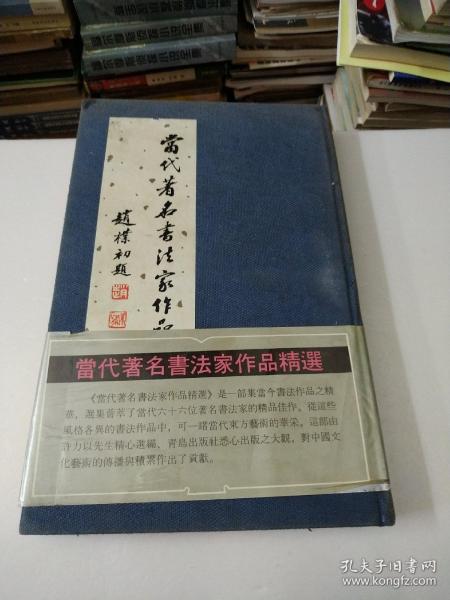 當代著名書法家作品
趙樸初題
當代著名書法家作品精選
《當代著名書法家作品精選》是一部集當今書法作品之精
華，選集薈萃了當代六十六位著名書法家的精品佳作。從這些
風格各異的書法作品中，可一睹當代東方藝術的華采。這部由
許力以先生精心選編、青島出版社悉心出版之大觀，對中國文
化藝術的傳播與積累作出了貢獻。
孔夫子旧书网
www.kongfz.com